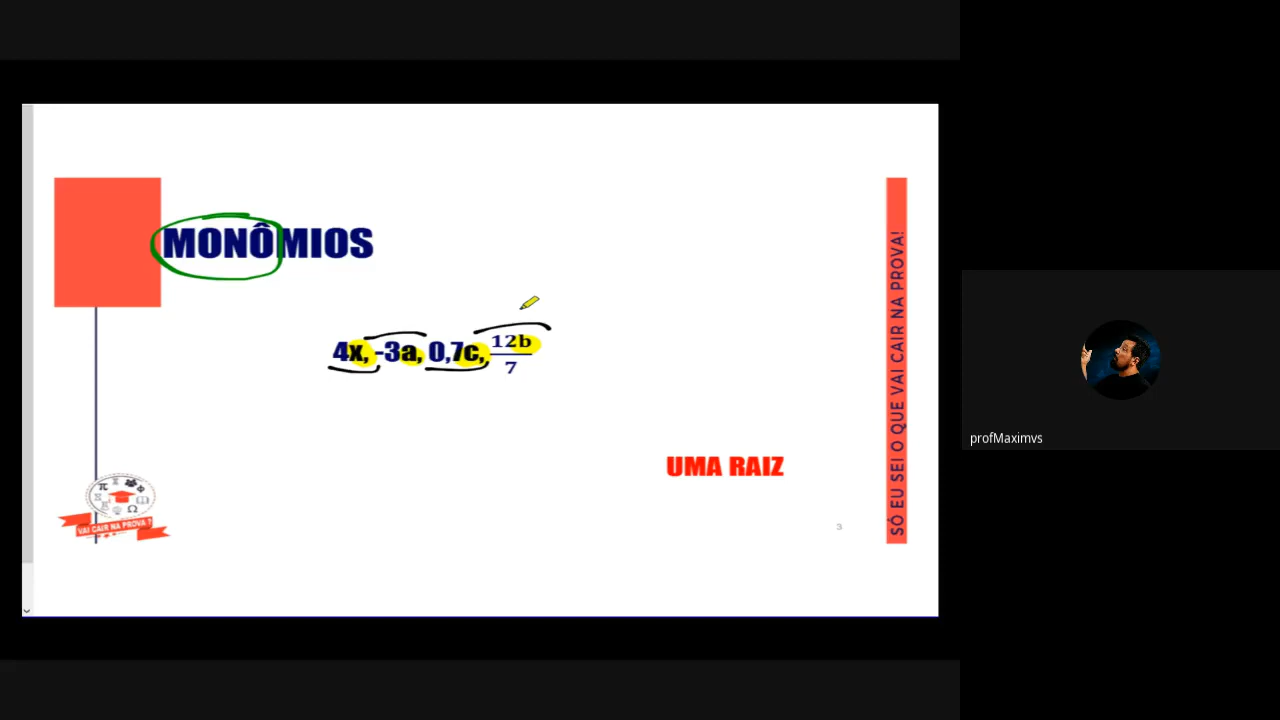 MONÔMIOS
4x, -3a, 0,7c, 12b/7
UMA RAIZ
3
SÓ EU SEI O QUE VAI CAIR NA PROVA!
VAI CAIR NA PROVA ?
profMaximvs